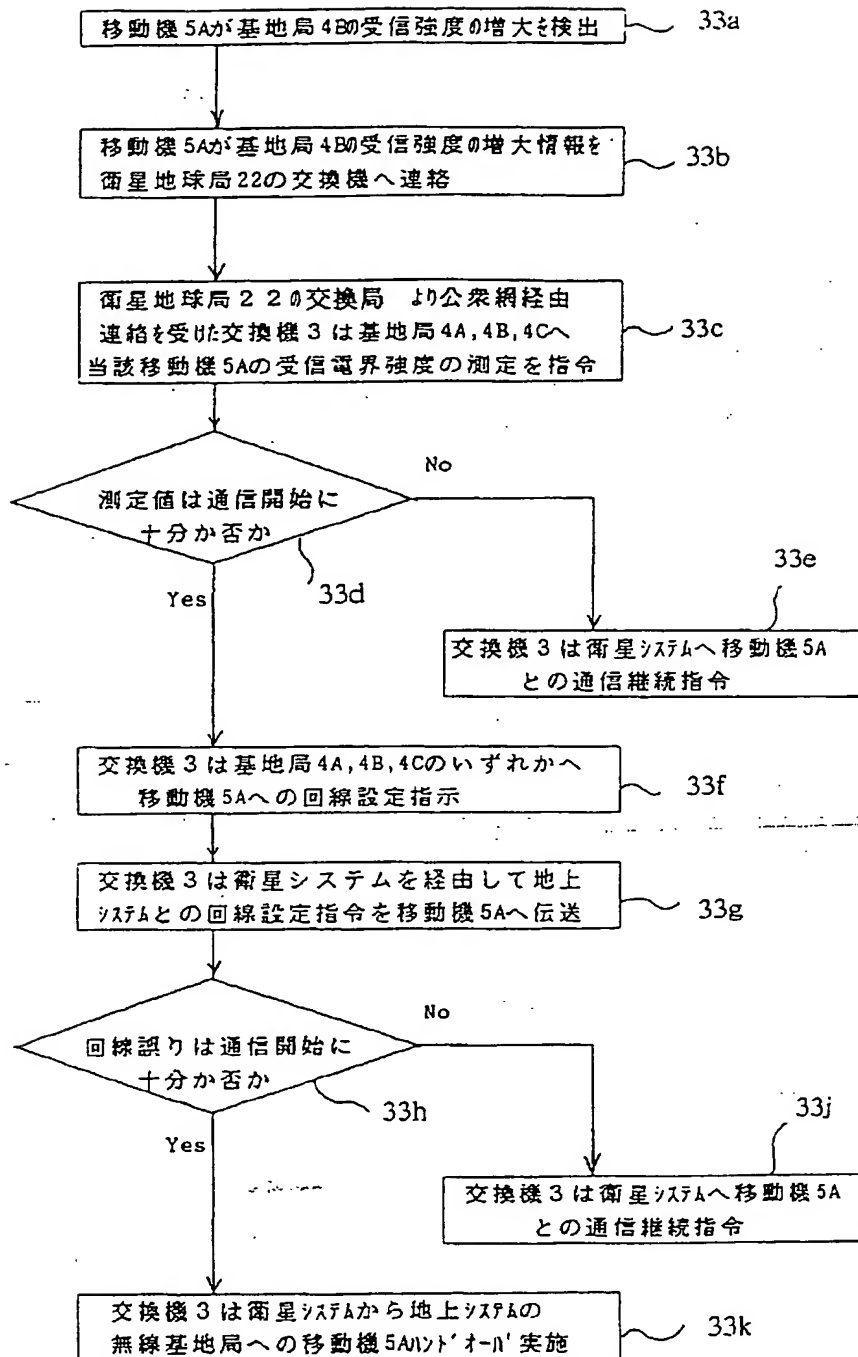 移動機5Aが基地局4Bの受信強度の増大を検出
33a
移動機5Aが基地局4Bの受信強度の増大情報を
衛星地球局22の交換機へ連絡
33b
衛星地球局22の交換局 より公衆網経由
連絡を受けた交換機3は基地局4A,4B,4Cへ
当該移動機5Aの受信電界強度の測定を指令
33c
測定値は通信開始に
十分か否か
33d
No
Yes
33e
交換機3は衛星システムへ移動機5A
との通信継続指令
交換機3は基地局4A,4B,4Cのいずれかへ
移動機5Aへの回線設定指示
33f
交換機3は衛星システムを経由して地上
システムとの回線設定指令を移動機5Aへ伝送
33g
回線誤りは通信開始に
十分か否か
33h
No
Yes
33j
交換機3は衛星システムへ移動機5A
との通信継続指令
交換機3は衛星システムから地上システムの
無線基地局への移動機5Aハンドオーバ実施
33k